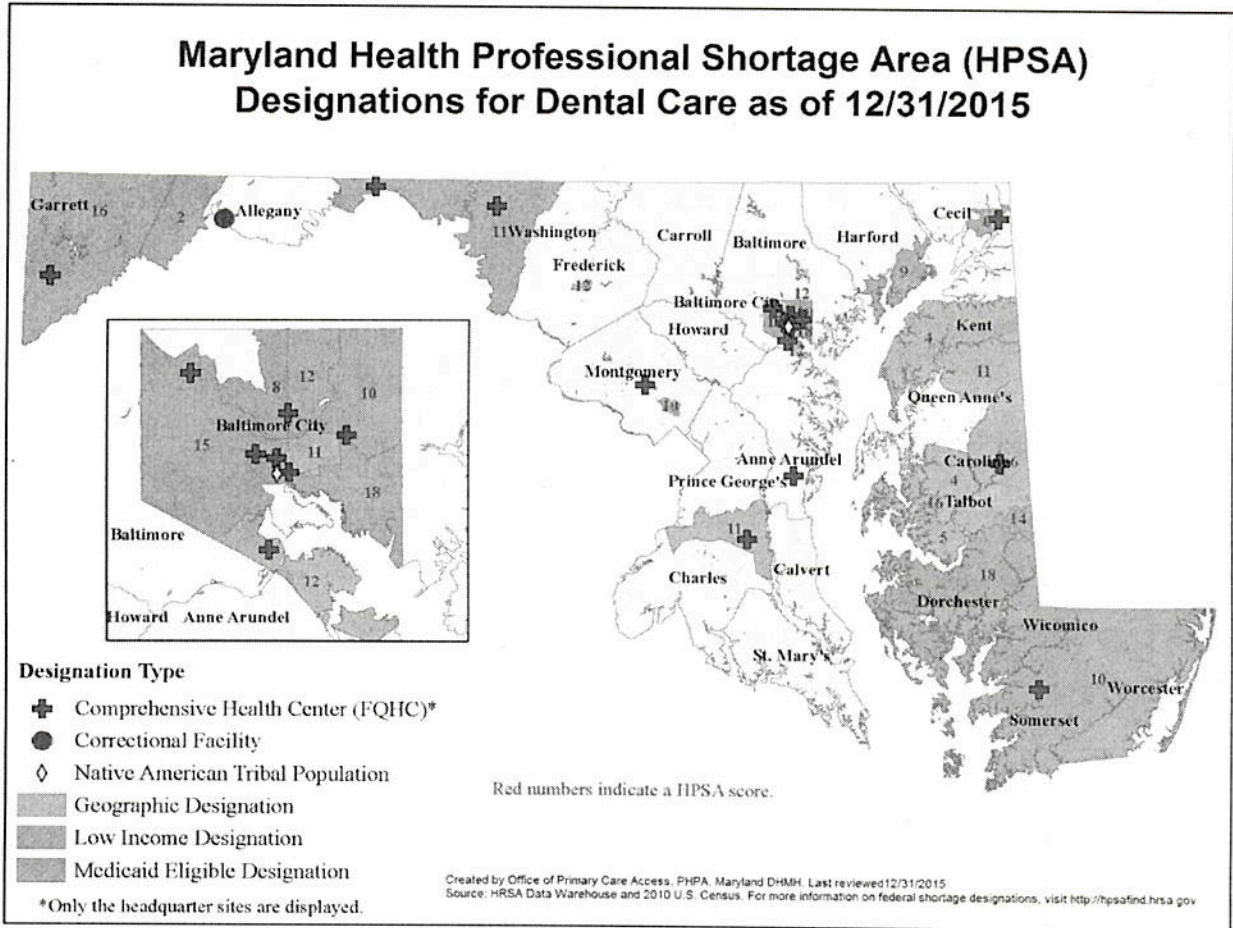 Maryland Health Professional Shortage Area (HPSA)
Designations for Dental Care as of 12/31/2015
Garrett 16
2
Allegany
11 Washington
Frederick
12
Carroll
Baltimore
Harford
Cecil
9
12
Baltimore City
Howard
Kent
4
11
Queen Anne's
Montgomery
Anne Arundel
Prince George's
Caroline
4
16 Talbot
5
14
11
Charles
Calvert
18
Dorchester
Wicomico
St. Mary's
10 Worcester
Somerset
8
12
10
Baltimore City
15
11
18
Baltimore
12
Howard Anne Arundel
Designation Type
Comprehensive Health Center (FQHC)*
Correctional Facility
Native American Tribal Population
Geographic Designation
Low Income Designation
Medicaid Eligible Designation
*Only the headquarter sites are displayed.
Red numbers indicate a HPSA score.
Created by Office of Primary Care Access, PHPA, Maryland DHMH. Last reviewed12/31/2015
Source: HRSA Data Warehouse and 2010 U.S. Census. For more information on federal shortage designations, visit http://hpsafind.hrsa.gov